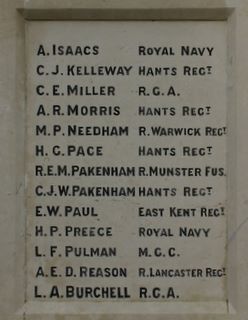 A. ISAACS ROYAL NAVY
C. J. KELLEWAY HANTS REGT
C. E. MILLER R.G.A.
A. R. MORRIS HANTS REGT
M. P. NEEDHAM R. WARWICK REGT
H. G. PACE HANTS REGT
R.E.M. PAKENHAM R. MUNSTER FUS.
C.J.W. PAKENHAM HANTS REGT
E. W. PAUL EAST KENT REGT
H. P. PREECE ROYAL NAVY
L. F. PULMAN M.G.C.
A. E. D. REASON R. LANCASTER REGT
L. A. BURCHELL R.G.A.